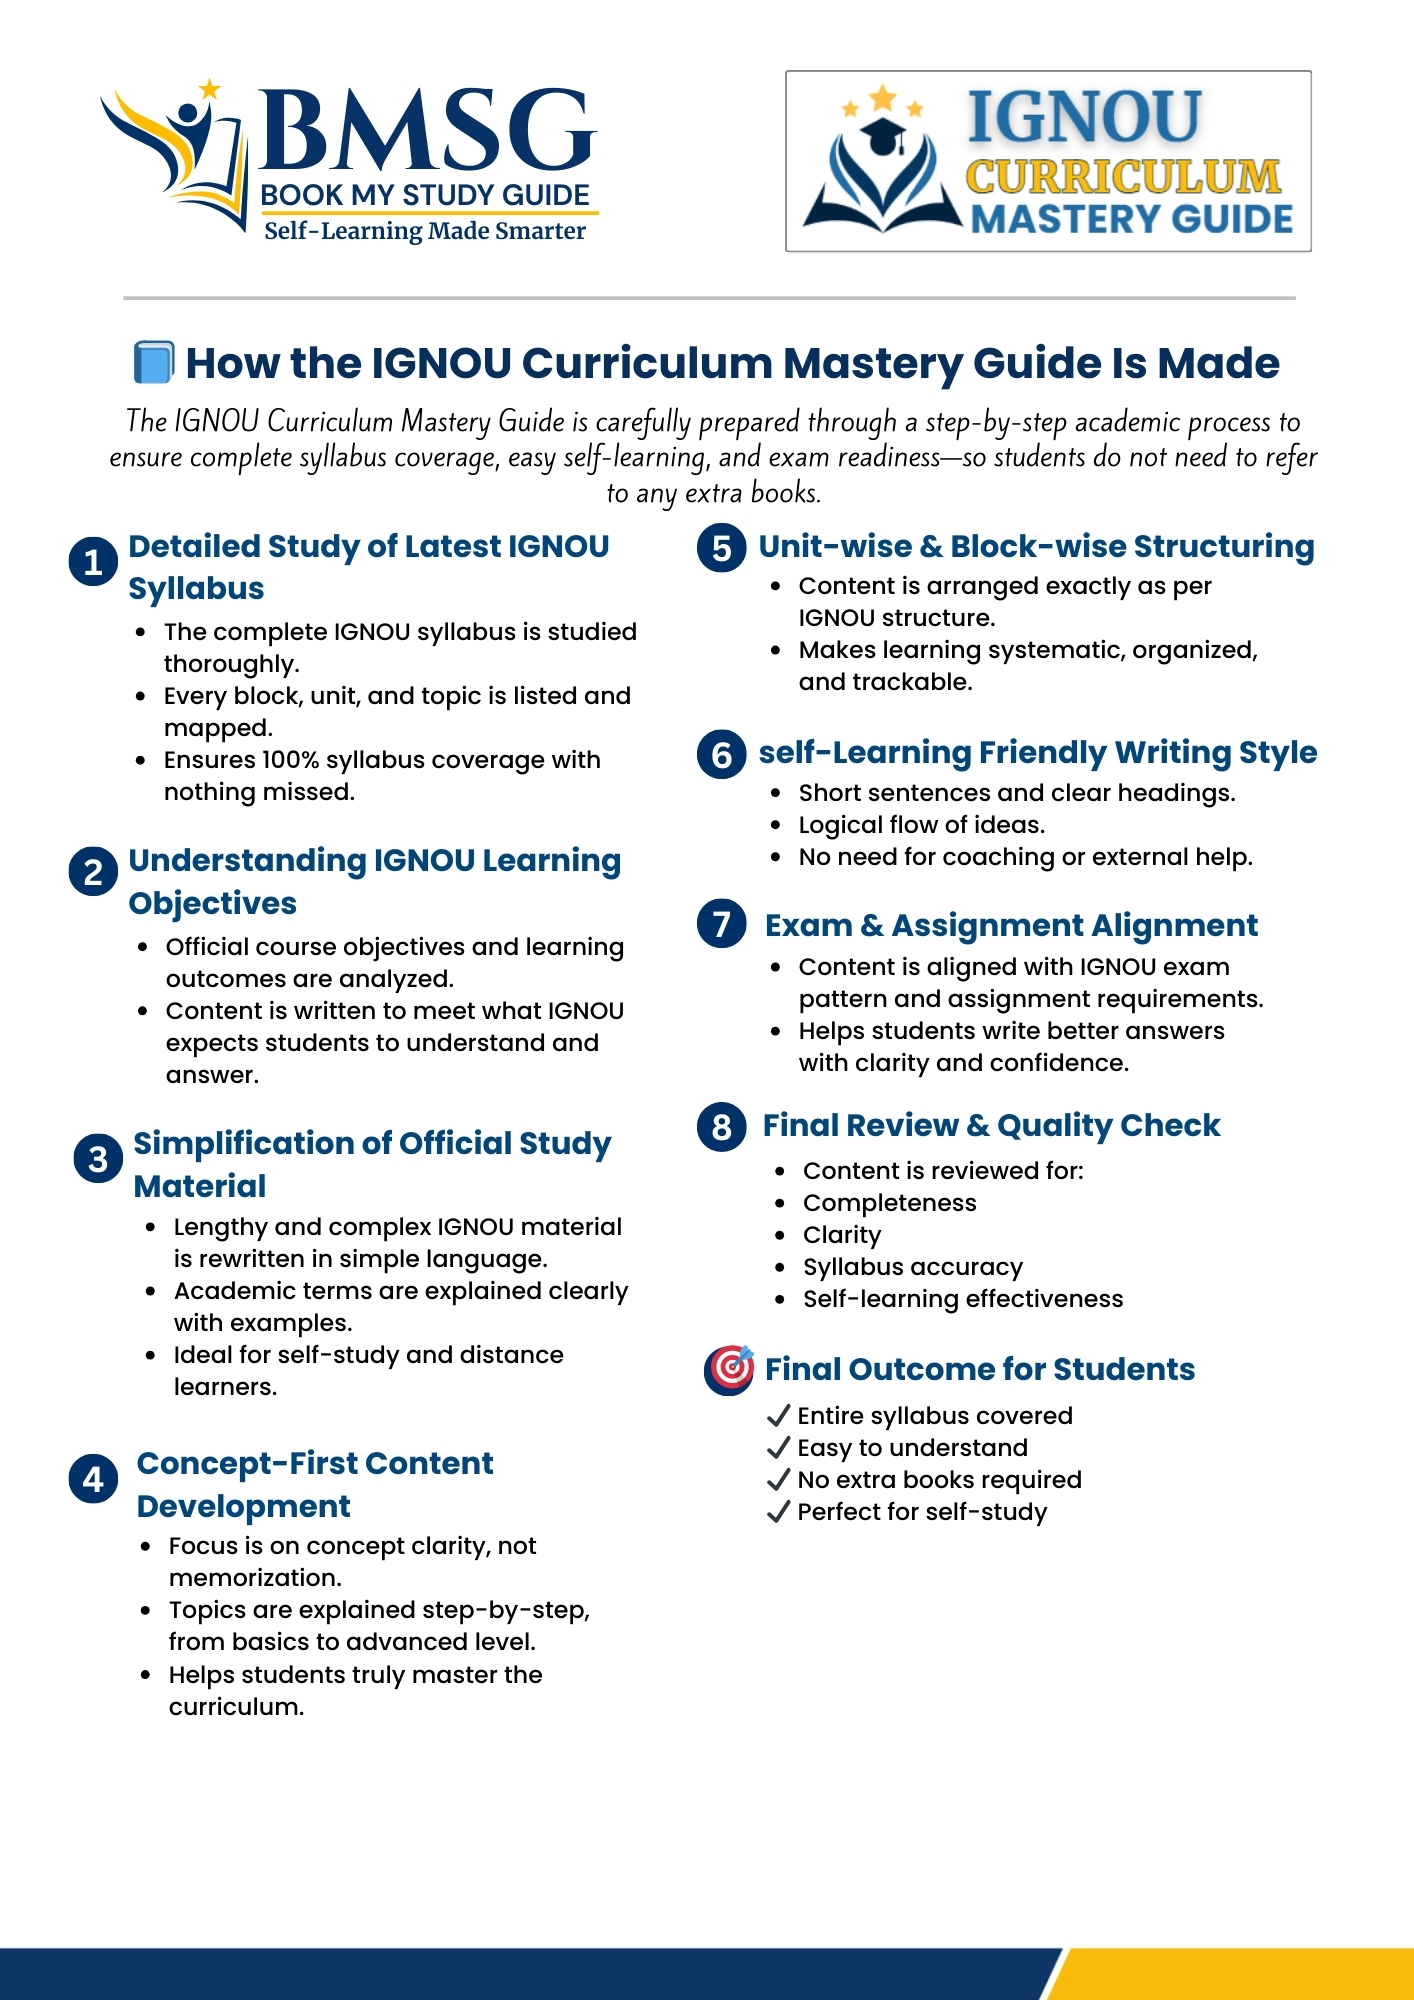 BMSG
BOOK MY STUDY GUIDE
Self-Learning Made Smarter
IGNOU
CURRICULUM
MASTERY GUIDE
How the IGNOU Curriculum Mastery Guide Is Made
The IGNOU Curriculum Mastery Guide is carefully prepared through a step-by-step academic process to
ensure complete syllabus coverage, easy self-learning, and exam readiness—so students do not need to refer
to any extra books.
1 Detailed Study of Latest IGNOU
Syllabus
• The complete IGNOU syllabus is studied
thoroughly.
• Every block, unit, and topic is listed and
mapped.
• Ensures 100% syllabus coverage with
nothing missed.
2 Understanding IGNOU Learning
Objectives
• Official course objectives and learning
outcomes are analyzed.
• Content is written to meet what IGNOU
expects students to understand and
answer.
3 Simplification of Official Study
Material
• Lengthy and complex IGNOU material
is rewritten in simple language.
• Academic terms are explained clearly
with examples.
• Ideal for self-study and distance
learners.
4 Concept-First Content
Development
• Focus is on concept clarity, not
memorization.
• Topics are explained step-by-step,
from basics to advanced level.
• Helps students truly master the
curriculum.
5 Unit-wise & Block-wise Structuring
• Content is arranged exactly as per
IGNOU structure.
• Makes learning systematic, organized,
and trackable.
6 self-Learning Friendly Writing Style
• Short sentences and clear headings.
• Logical flow of ideas.
• No need for coaching or external help.
7 Exam & Assignment Alignment
• Content is aligned with IGNOU exam
pattern and assignment requirements.
• Helps students write better answers
with clarity and confidence.
8 Final Review & Quality Check
• Content is reviewed for:
• Completeness
• Clarity
• Syllabus accuracy
• Self-learning effectiveness
Final Outcome for Students
✓ Entire syllabus covered
✓ Easy to understand
✓ No extra books required
✓ Perfect for self-study